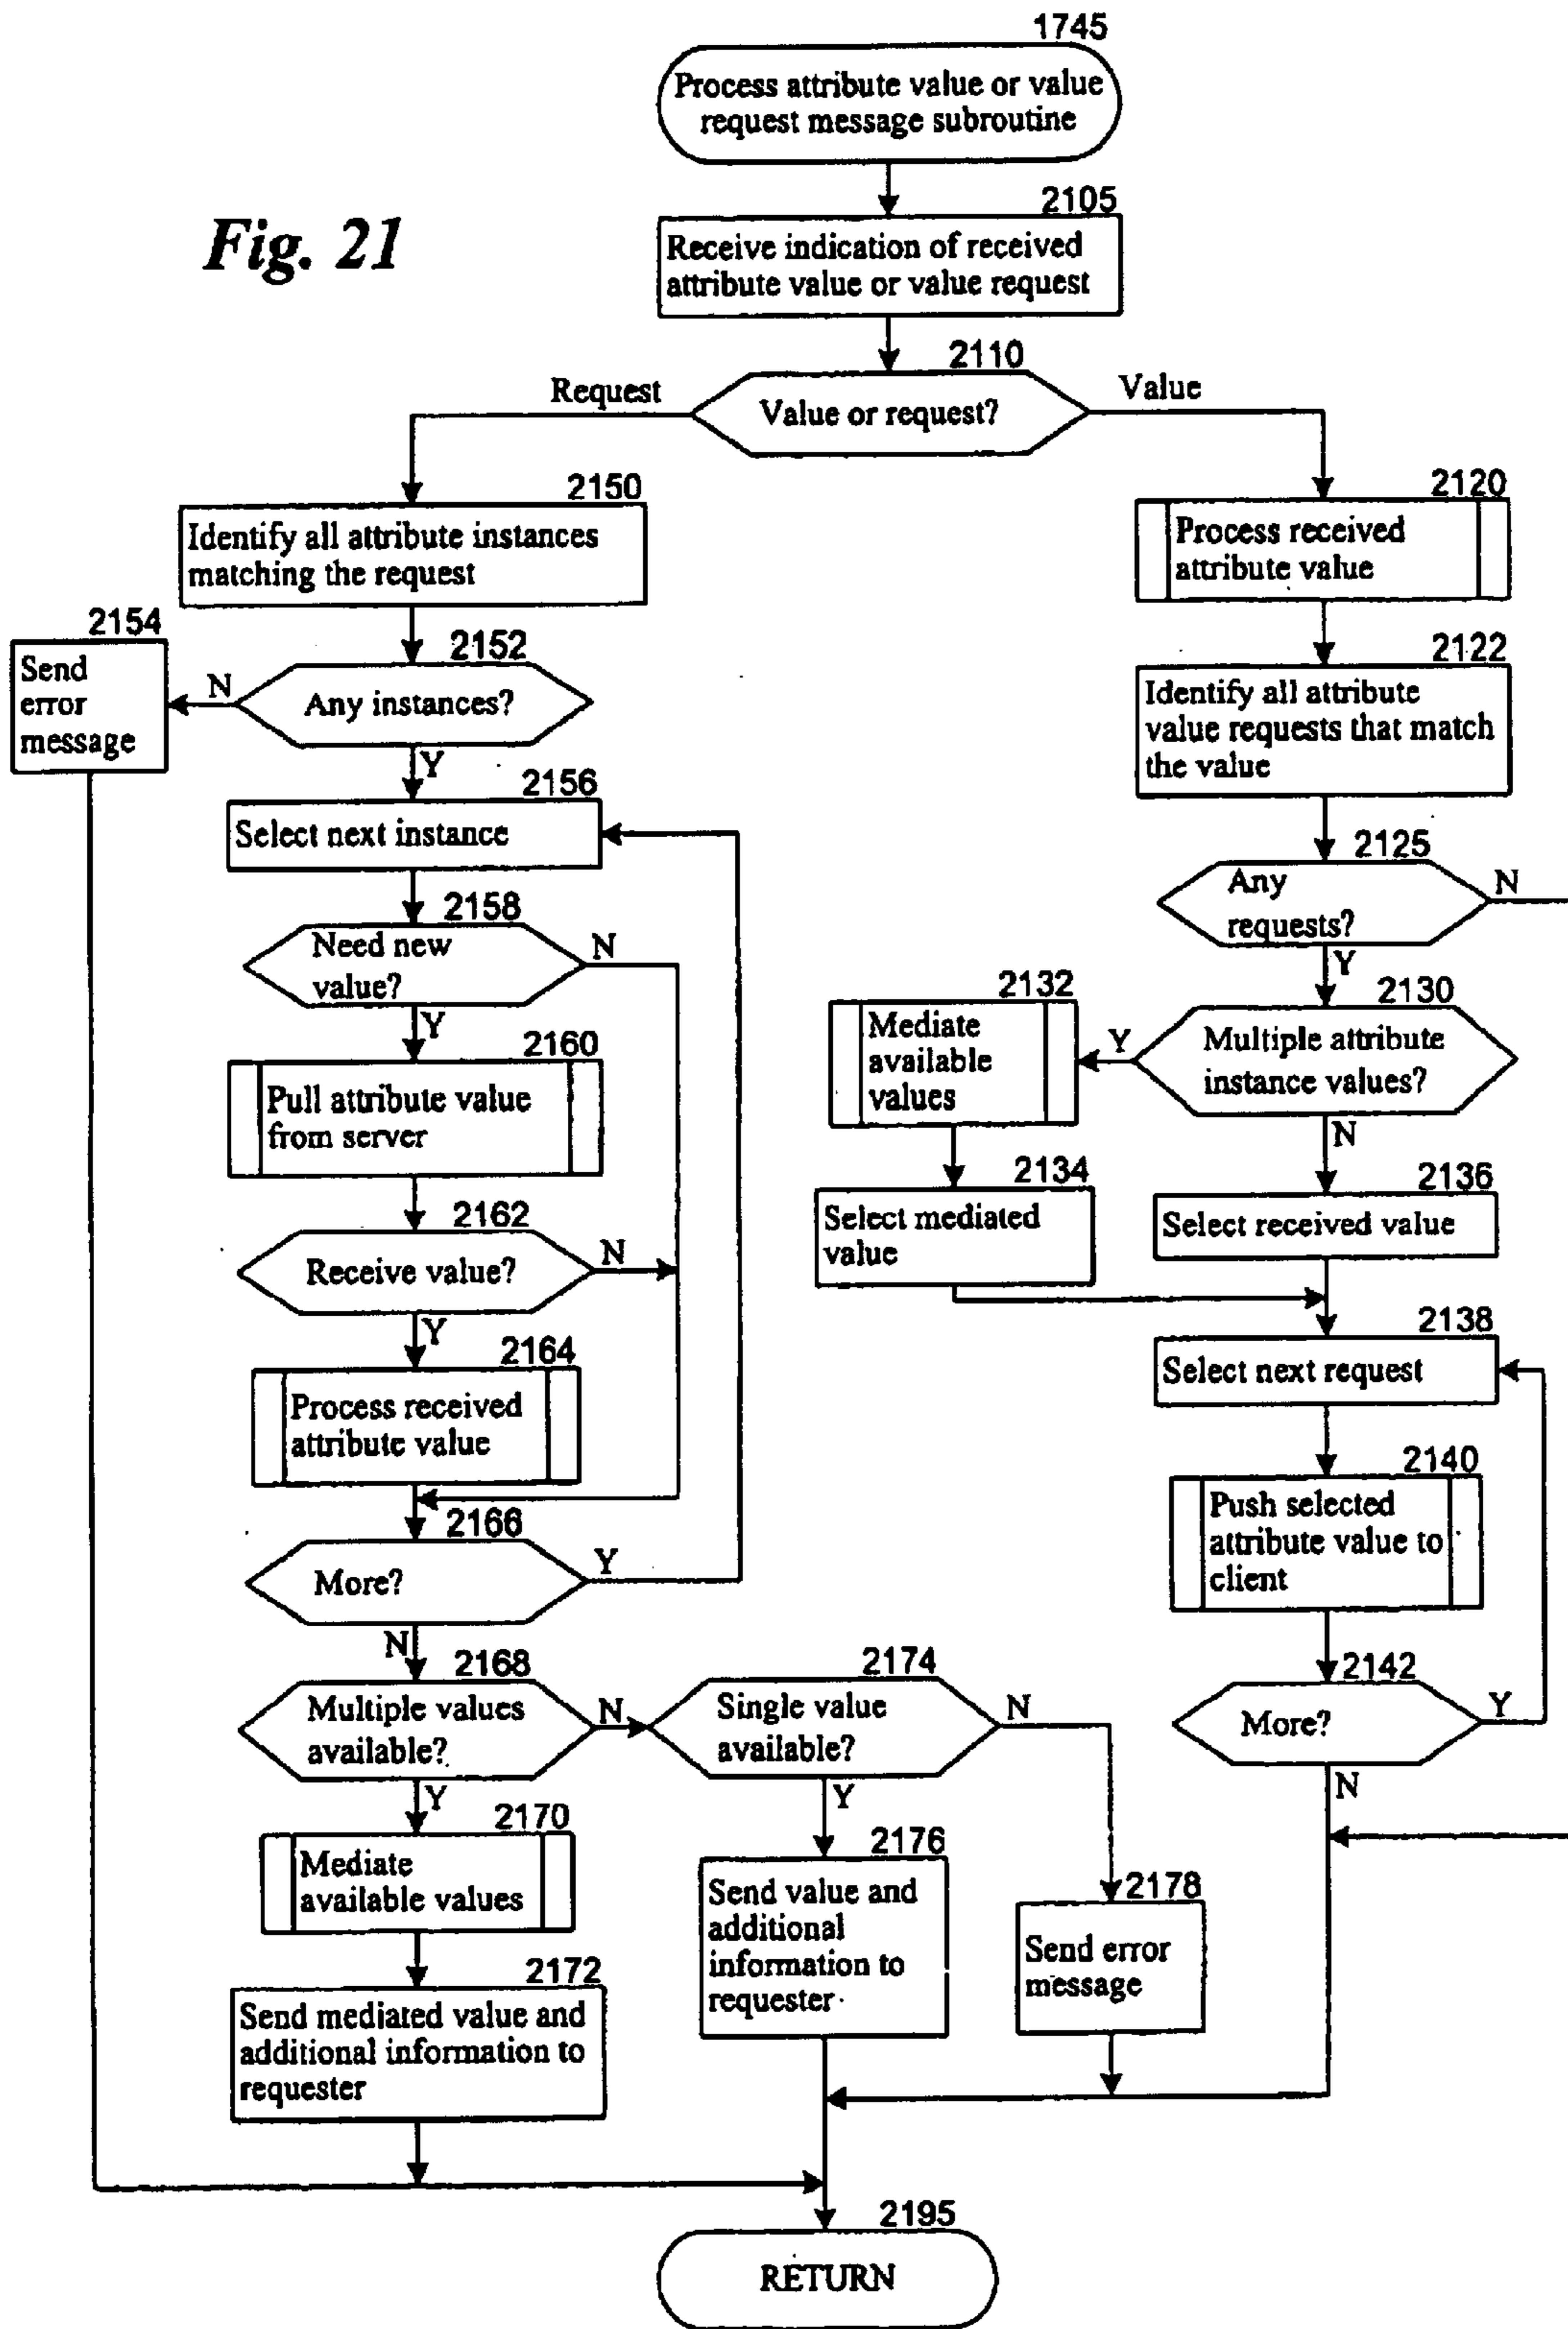 1745
Process attribute value or value
request message subroutine
Fig. 21
2105
Receive indication of received
attribute value or value request
2110
Request
Value or request?
Value
2150
Identify all attribute instances
matching the request
2154
Send
error
message
2152
N
Any instances?
Y
2156
Select next instance
2158
Need new
value?
N
Y
2160
Pull attribute value
from server
2162
Receive value?
N
Y
2164
Process received
attribute value
2166
More?
Y
N
2168
Multiple values
available?
N
Y
2170
Mediate
available values
2172
Send mediated value and
additional information to
requester
2174
Single value
available?
N
Y
2176
Send value and
additional
information to
requester
2178
Send error
message
2120
Process received
attribute value
2122
Identify all attribute
value requests that match
the value
2125
Any
requests?
N
Y
2130
Multiple attribute
instance values?
Y
N
2132
Mediate
available
values
2134
Select mediated
value
2136
Select received value
2138
Select next request
2140
Push selected
attribute value to
client
2142
More?
Y
N
2195
RETURN